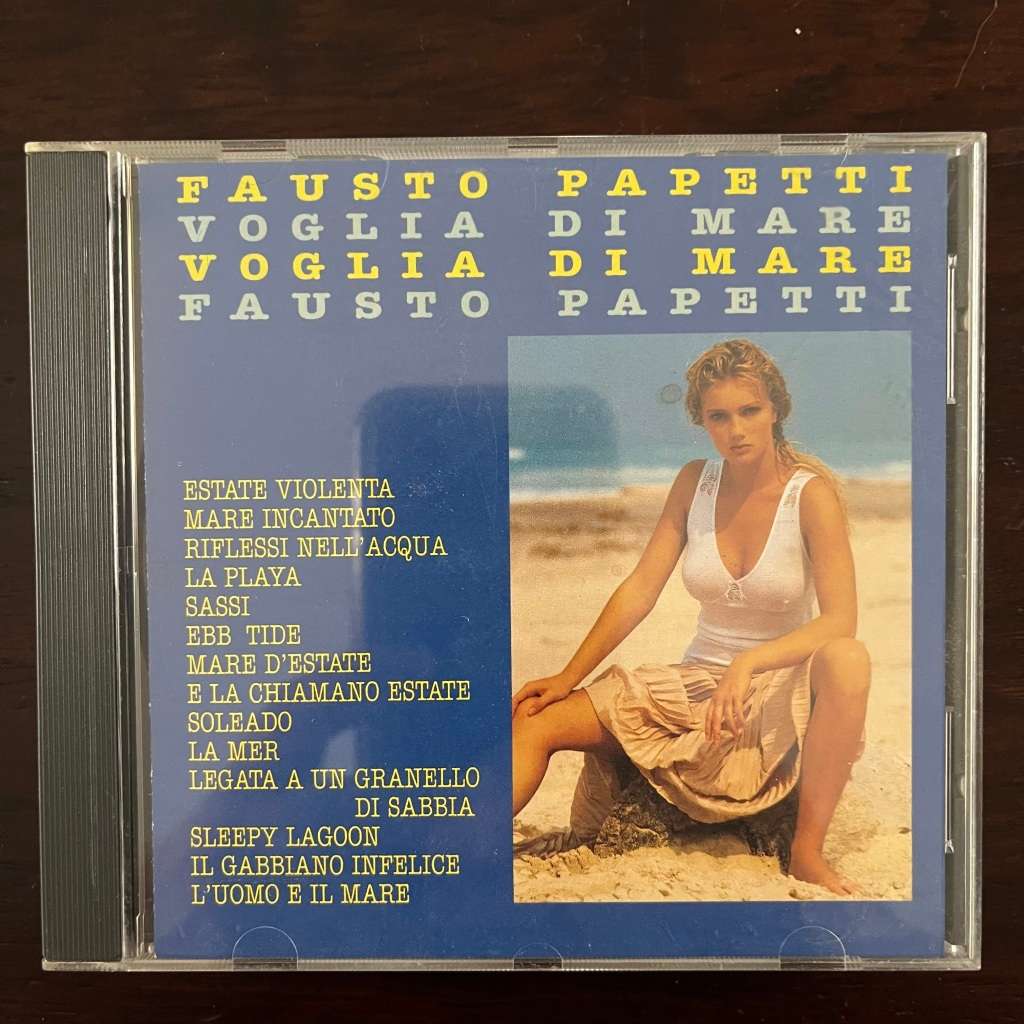 FAUSTO PAPETTI
VOGLIA DI MARE
VOGLIA DI MARE
FAUSTO PAPETTI
ESTATE VIOLENTA
MARE INCANTATO
RIFLESSI NELL'ACQUA
LA PLAYA
SASSI
EBB TIDE
MARE D'ESTATE
E LA CHIAMANO ESTATE
SOLEADO
LA MER
LEGATA A UN GRANELLO
DI SABBIA
SLEEPY LAGOON
IL GABBIANO INFELICE
L'UOMO E IL MARE